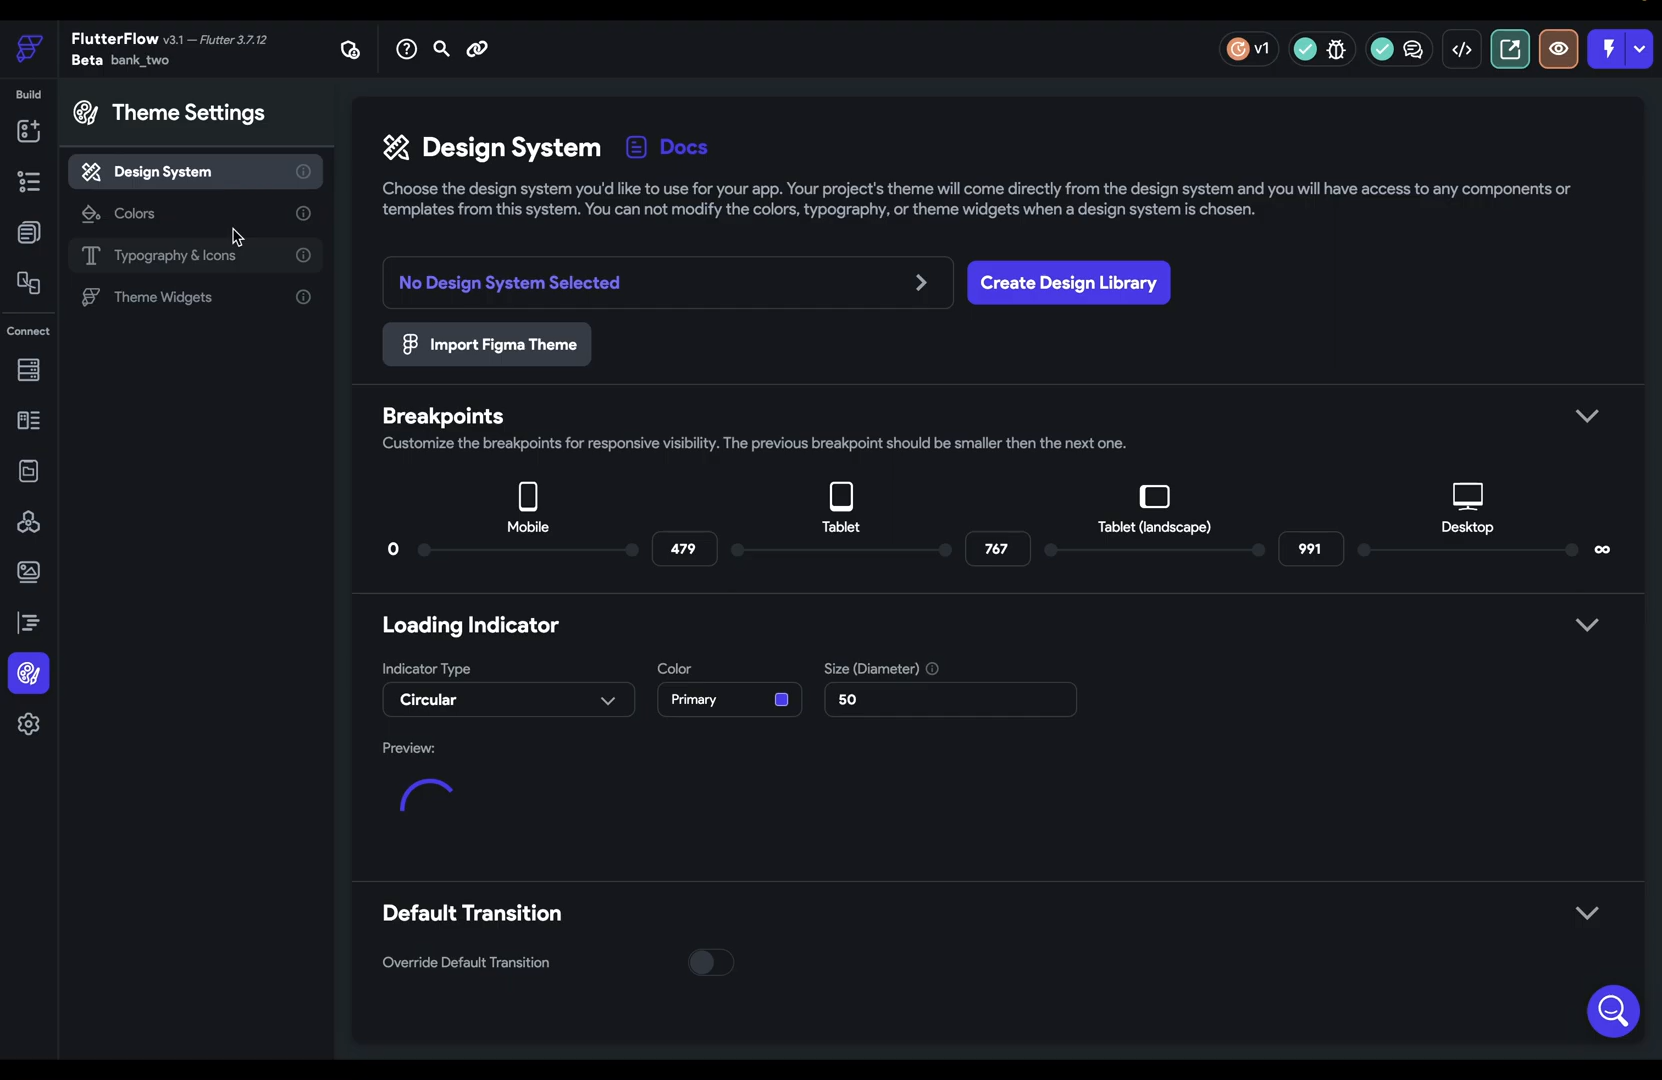 FlutterFlow v3.1 — Flutter 3.7.12
Beta bank_two
v1
Build
Connect
Theme Settings
Design System
Colors
Typography & Icons
Theme Widgets
Design System Docs
Choose the design system you'd like to use for your app. Your project's theme will come directly from the design system and you will have access to any components or
templates from this system. You can not modify the colors, typography, or theme widgets when a design system is chosen.
No Design System Selected
Create Design Library
Import Figma Theme
Breakpoints
Customize the breakpoints for responsive visibility. The previous breakpoint should be smaller then the next one.
Mobile Tablet Tablet (landscape) Desktop
0 479 767 991 ∞
Loading Indicator
Indicator Type Color Size (Diameter)
Circular Primary 50
Preview:
Default Transition
Override Default Transition